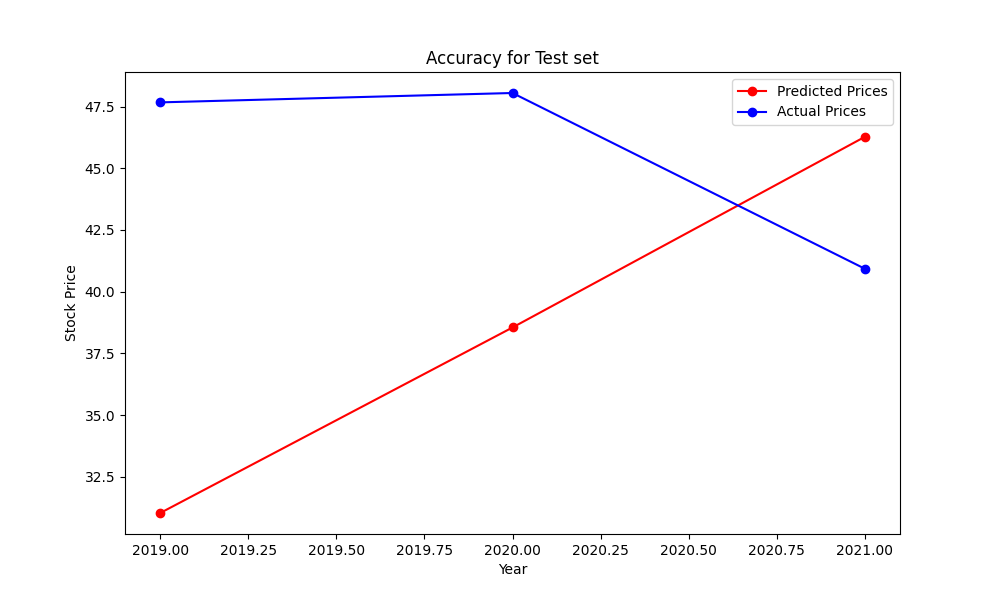 Accuracy for Test set
Predicted Prices
Actual Prices
47.5
45.0
42.5
40.0
37.5
35.0
32.5
Stock Price
2019.00 2019.25 2019.50 2019.75 2020.00 2020.25 2020.50 2020.75 2021.00
Year